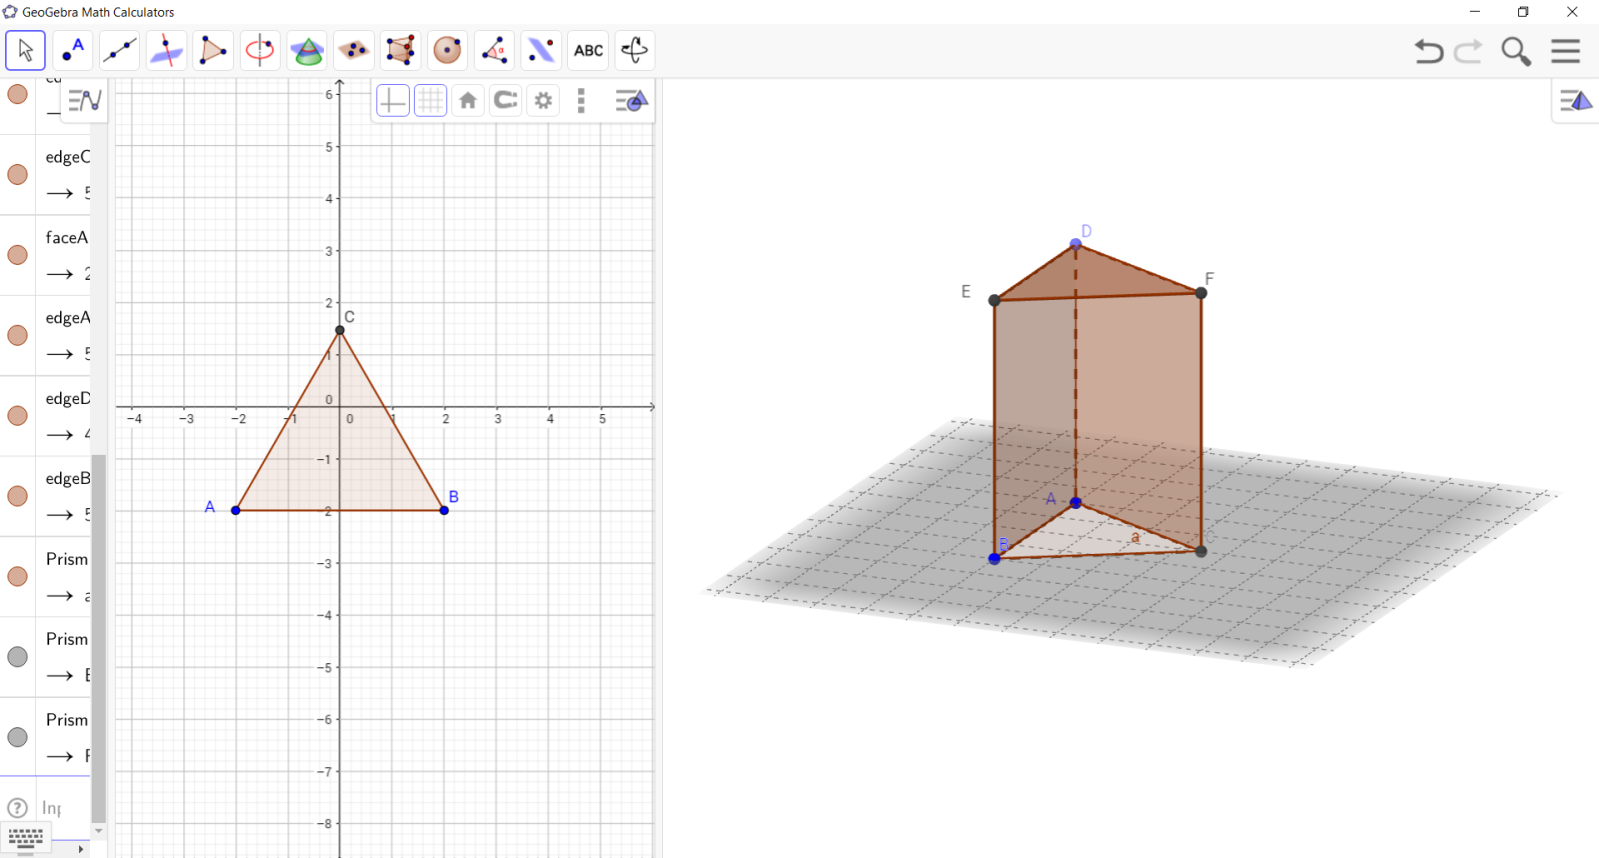 GeoGebra Math Calculators
A
α
ABC
edgeC
→ 5
faceA
→ 2
edgeA
→ 5
edgeD
→ 4
edgeB
→ 5
Prism
→ a
Prism
→ E
Prism
→ F
?
Inp
6
5
4
3
2
1
0
−4 −3 −2 −1 0 1 2 3 4 5
−1
−2
−3
−4
−5
−6
−7
−8
C
A
B
D
E
F
A
B
a